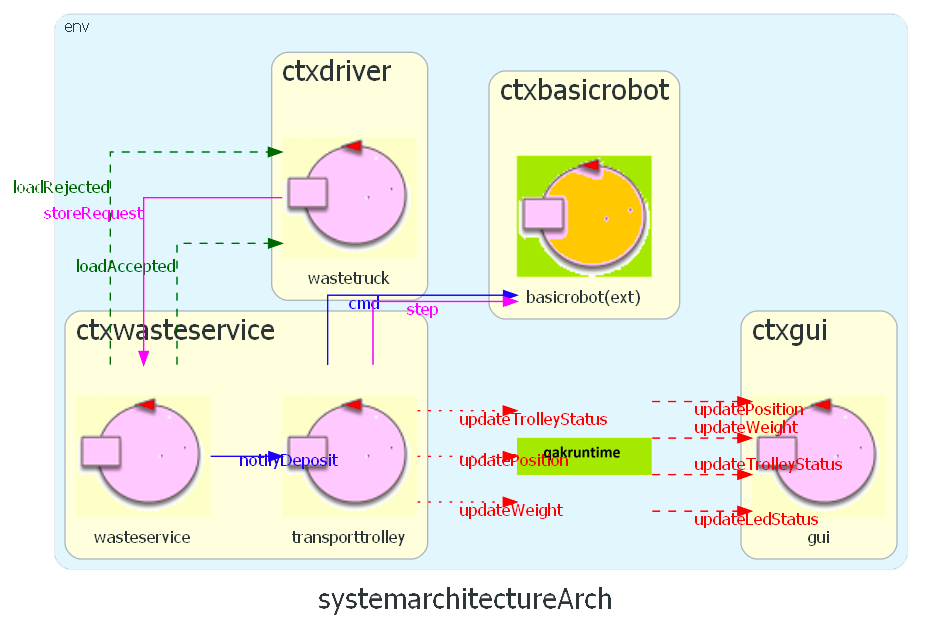 env
ctxdriver
ctxbasicrobot
loadRejected
storeRequest
loadAccepted
wastetruck
basicrobot(ext)
cmd
step
ctxwasteservice
ctxgui
updatePosition
updateTrolleyStatus
updateWeight
qakruntime
notifyDeposit
updatePosition
updateTrolleyStatus
updateWeight
updateLedStatus
wasteservice
transporttrolley
gui
systemarchitectureArch